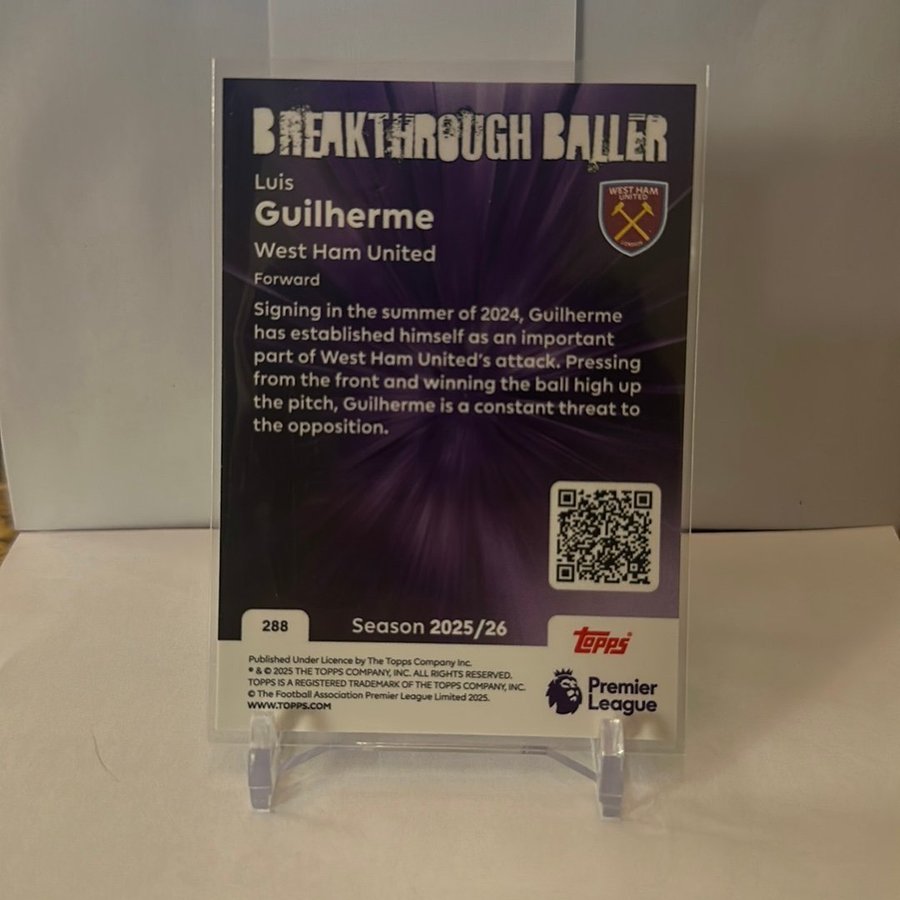 BREAKTHROUGH BALLER
Luis
Guilherme
West Ham United
Forward
WEST HAM
UNITED
LONDON
Signing in the summer of 2024, Guilherme
has established himself as an important
part of West Ham United's attack. Pressing
from the front and winning the ball high up
the pitch, Guilherme is a constant threat to
the opposition.
288
Season 2025/26
topps
Published Under Licence by The Topps Company Inc.
® & © 2025 THE TOPPS COMPANY, INC. ALL RIGHTS RESERVED.
TOPPS IS A REGISTERED TRADEMARK OF THE TOPPS COMPANY, INC.
© The Football Association Premier League Limited 2025.
WWW.TOPPS.COM
Premier
League